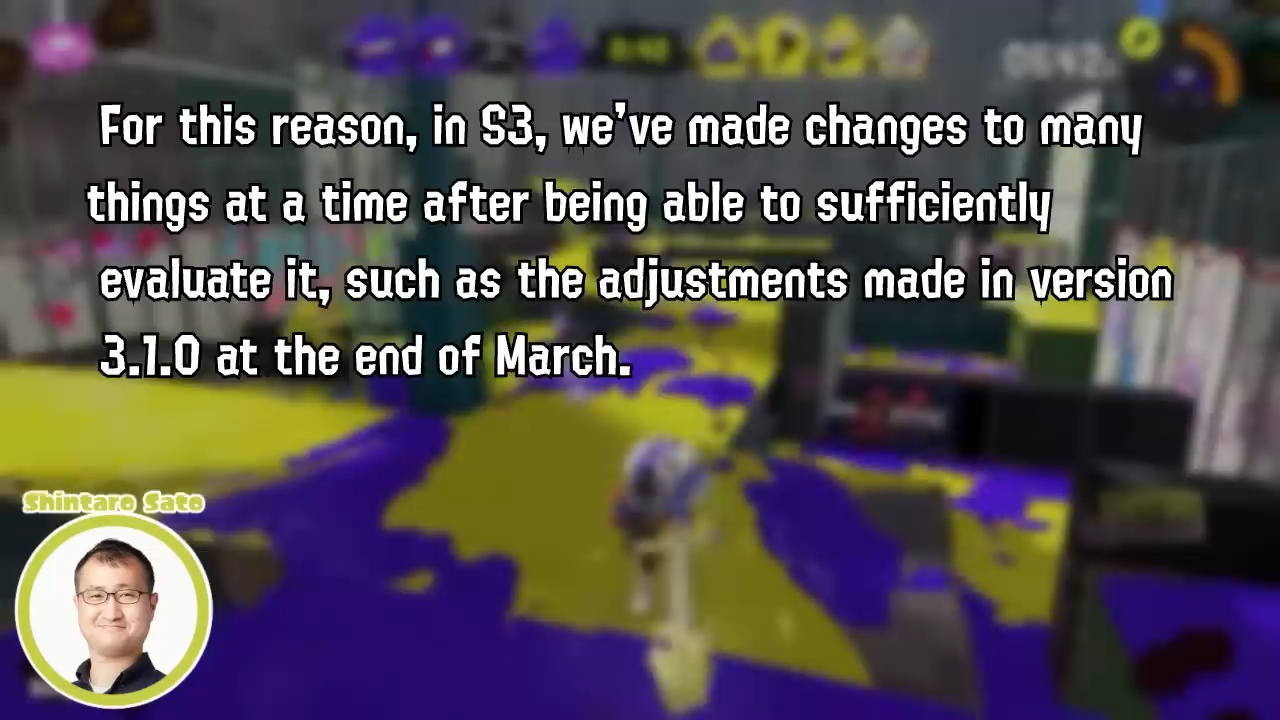 For this reason, in S3, we've made changes to many
things at a time after being able to sufficiently
evaluate it, such as the adjustments made in version
3.1.0 at the end of March.
Shintaro Sato